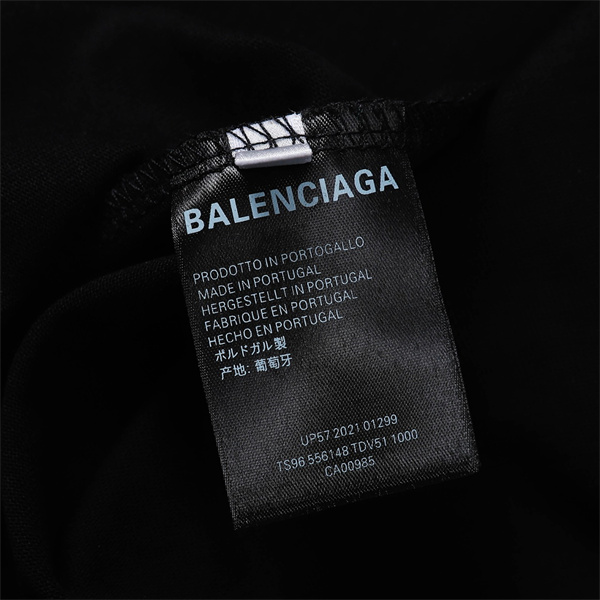 BALENCIAGA
PRODOTTO IN PORTOGALLO
MADE IN PORTUGAL
HERGESTELLT IN PORTUGAL
FABRIQUE EN PORTUGAL
HECHO EN PORTUGAL
ポルドガル製
产地: 葡萄牙
UP57 2021 01299
TS96 556148 TDV51 1000
CA00985